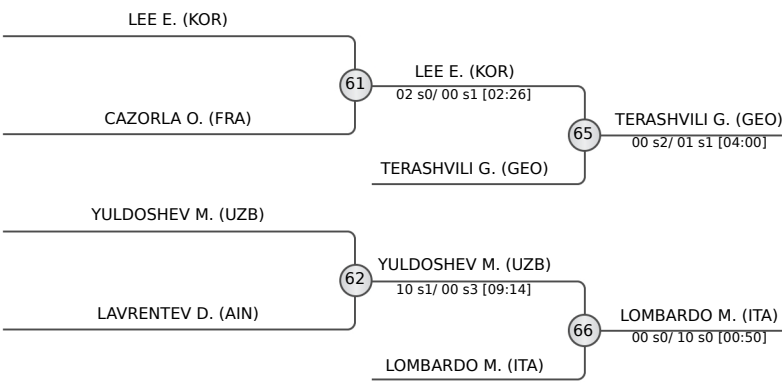 LEE E. (KOR)
61
LEE E. (KOR)
02 s0/ 00 s1 [02:26]
CAZORLA O. (FRA)
65
TERASHVILI G. (GEO)
00 s2/ 01 s1 [04:00]
TERASHVILI G. (GEO)
YULDOSHEV M. (UZB)
62
YULDOSHEV M. (UZB)
10 s1/ 00 s3 [09:14]
LAVRENTEV D. (AIN)
66
LOMBARDO M. (ITA)
00 s0/ 10 s0 [00:50]
LOMBARDO M. (ITA)